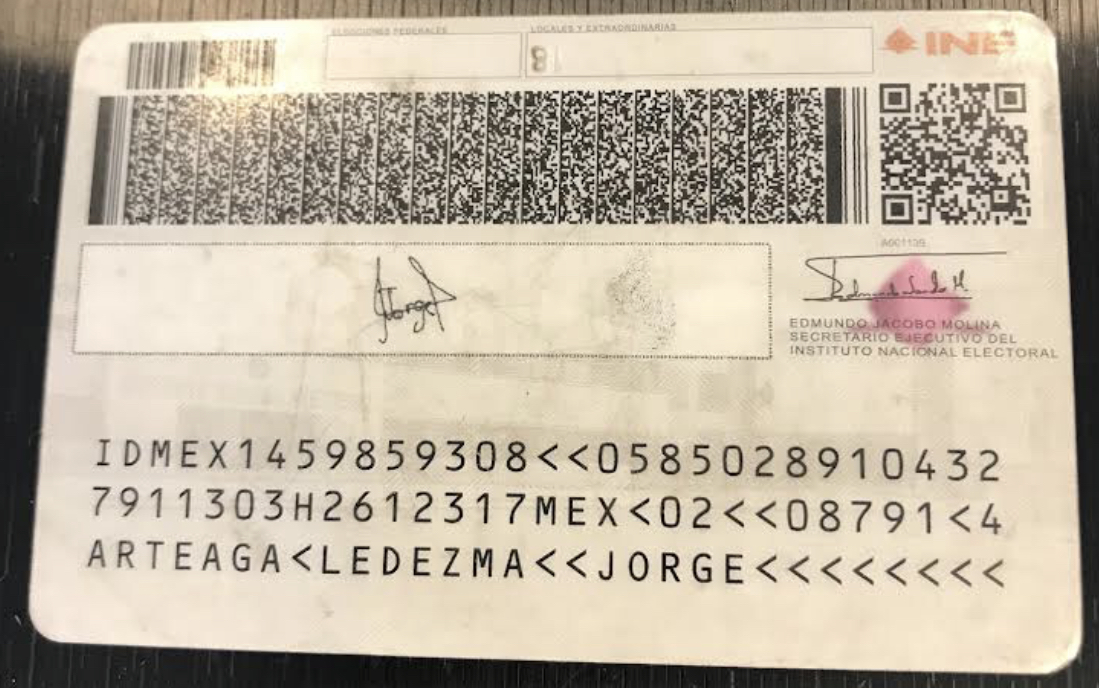 ELECCIONES FEDERALES
LOCALES Y EXTRAORDINARIAS
INE
Jorge
EDMUNDO JACOBO MOLINA
SECRETARIO EJECUTIVO DEL
INSTITUTO NACIONAL ELECTORAL
IDMEX1459859308<<0585028910432
7911303H2612317MEX<02<<08791<4
ARTEAGA<LEDEZMA<<JORGE<<<<<<<<